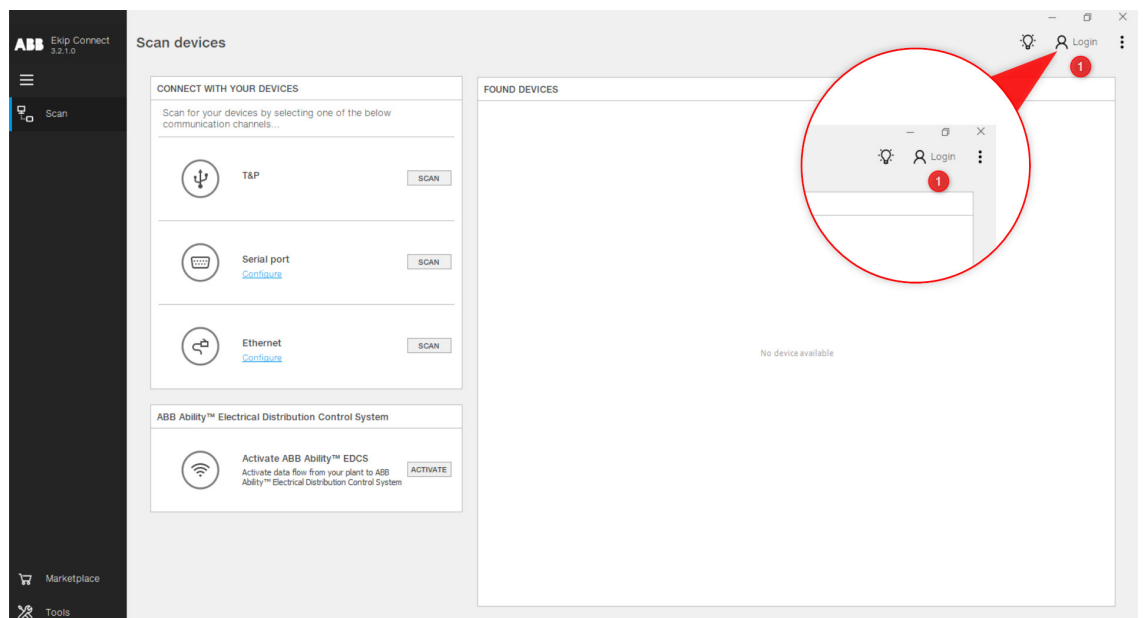 ABB
Ekip Connect
3.2.1.0
Scan devices
Login
1
Scan
CONNECT WITH YOUR DEVICES
Scan for your devices by selecting one of the below
communication channels...
T&P
SCAN
Serial port
Configure
SCAN
Ethernet
Configure
SCAN
ABB Ability™ Electrical Distribution Control System
Activate ABB Ability™ EDCS
Activate data flow from your plant to ABB
Ability™ Electrical Distribution Control System
ACTIVATE
FOUND DEVICES
Login
1
No device available
Marketplace
Tools